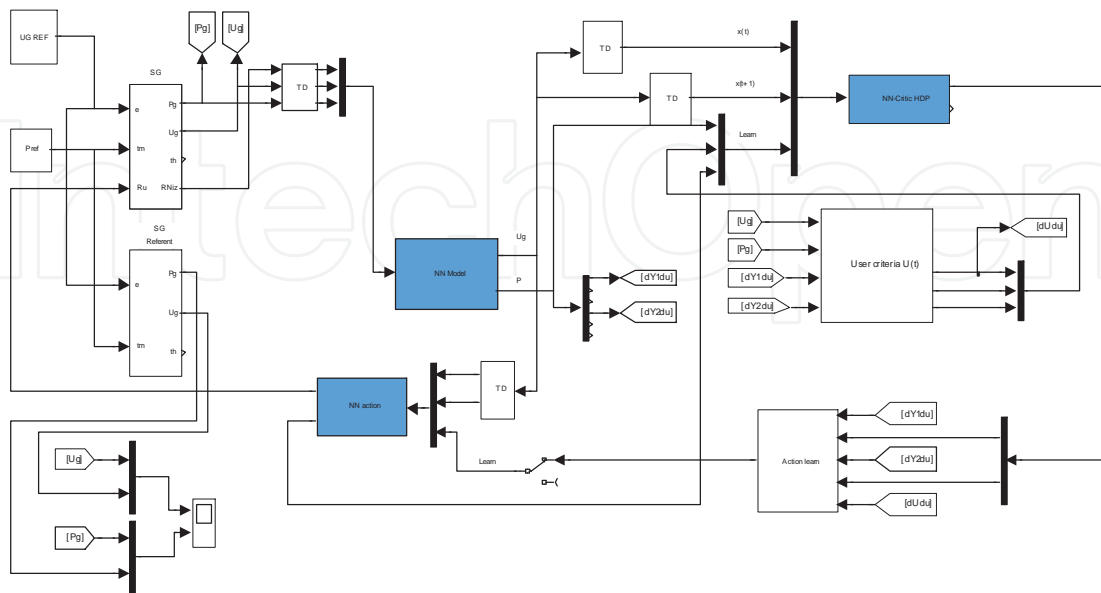 [Pg]
[Ug]
UG REF
TD
x(t)
SG
TD
NN-Critic HDP
e
Pg
x(t+1)
TD
Ug
Learn
Pref
tm
th
Ru
RNiz
[Ug]
[dUdu]
SG
Referent
Ug
[Pg]
User criteria U(t)
Pg
NN Model
[dY1du]
[dY1du]
e
P
[dY2du]
Ug
[dY2du]
tm
th
TD
NN action
[dY1du]
[Ug]
Learn
Action learn
[dY2du]
[dUdu]
[Pg]
IntechOpen